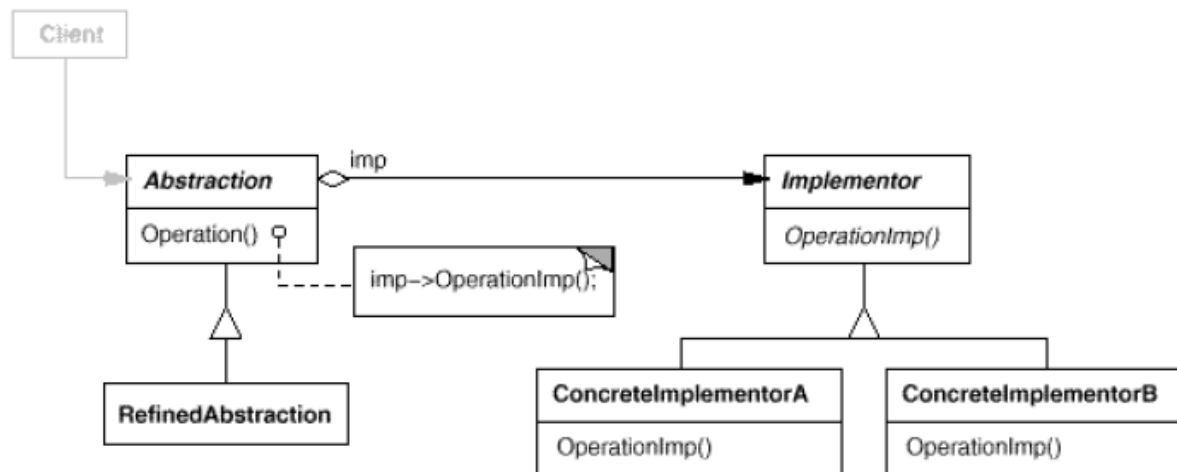 Client
imp
Abstraction
Implementor
Operation()
OperationImp()
imp->OperationImp();
ConcreteImplementorA
ConcreteImplementorB
RefinedAbstraction
OperationImp()
OperationImp()